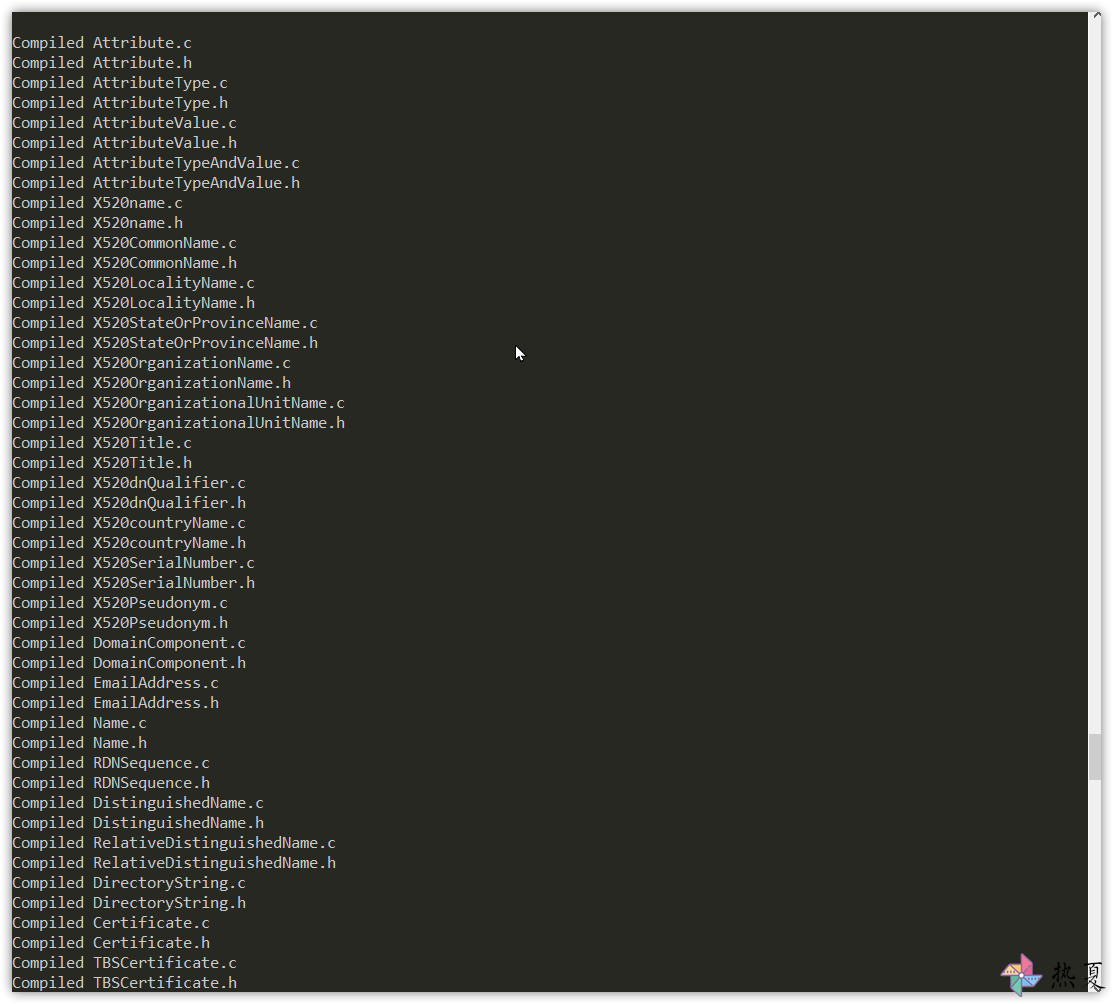 Compiled Attribute.c
Compiled Attribute.h
Compiled AttributeType.c
Compiled AttributeType.h
Compiled AttributeValue.c
Compiled AttributeValue.h
Compiled AttributeTypeAndValue.c
Compiled AttributeTypeAndValue.h
Compiled X520name.c
Compiled X520name.h
Compiled X520CommonName.c
Compiled X520CommonName.h
Compiled X520LocalityName.c
Compiled X520LocalityName.h
Compiled X520StateOrProvinceName.c
Compiled X520StateOrProvinceName.h
Compiled X520OrganizationName.c
Compiled X520OrganizationName.h
Compiled X520OrganizationalUnitName.c
Compiled X520OrganizationalUnitName.h
Compiled X520Title.c
Compiled X520Title.h
Compiled X520dnQualifier.c
Compiled X520dnQualifier.h
Compiled X520countryName.c
Compiled X520countryName.h
Compiled X520SerialNumber.c
Compiled X520SerialNumber.h
Compiled X520Pseudonym.c
Compiled X520Pseudonym.h
Compiled DomainComponent.c
Compiled DomainComponent.h
Compiled EmailAddress.c
Compiled EmailAddress.h
Compiled Name.c
Compiled Name.h
Compiled RDNSequence.c
Compiled RDNSequence.h
Compiled DistinguishedName.c
Compiled DistinguishedName.h
Compiled RelativeDistinguishedName.c
Compiled RelativeDistinguishedName.h
Compiled DirectoryString.c
Compiled DirectoryString.h
Compiled Certificate.c
Compiled Certificate.h
Compiled TBSCertificate.c
Compiled TBSCertificate.h
热夏